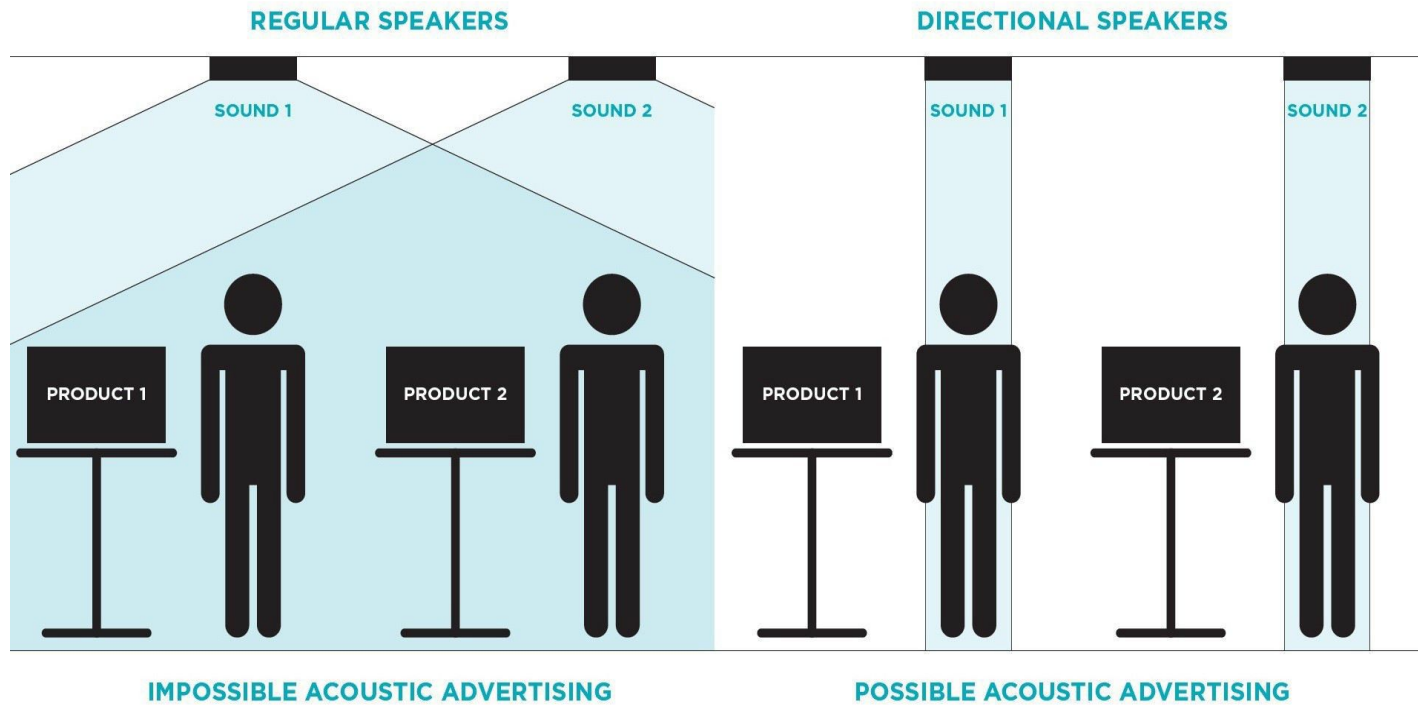 REGULAR SPEAKERS
DIRECTIONAL SPEAKERS
SOUND 1
SOUND 2
SOUND 1
SOUND 2
PRODUCT 1
PRODUCT 2
PRODUCT 1
PRODUCT 2
IMPOSSIBLE ACOUSTIC ADVERTISING
POSSIBLE ACOUSTIC ADVERTISING